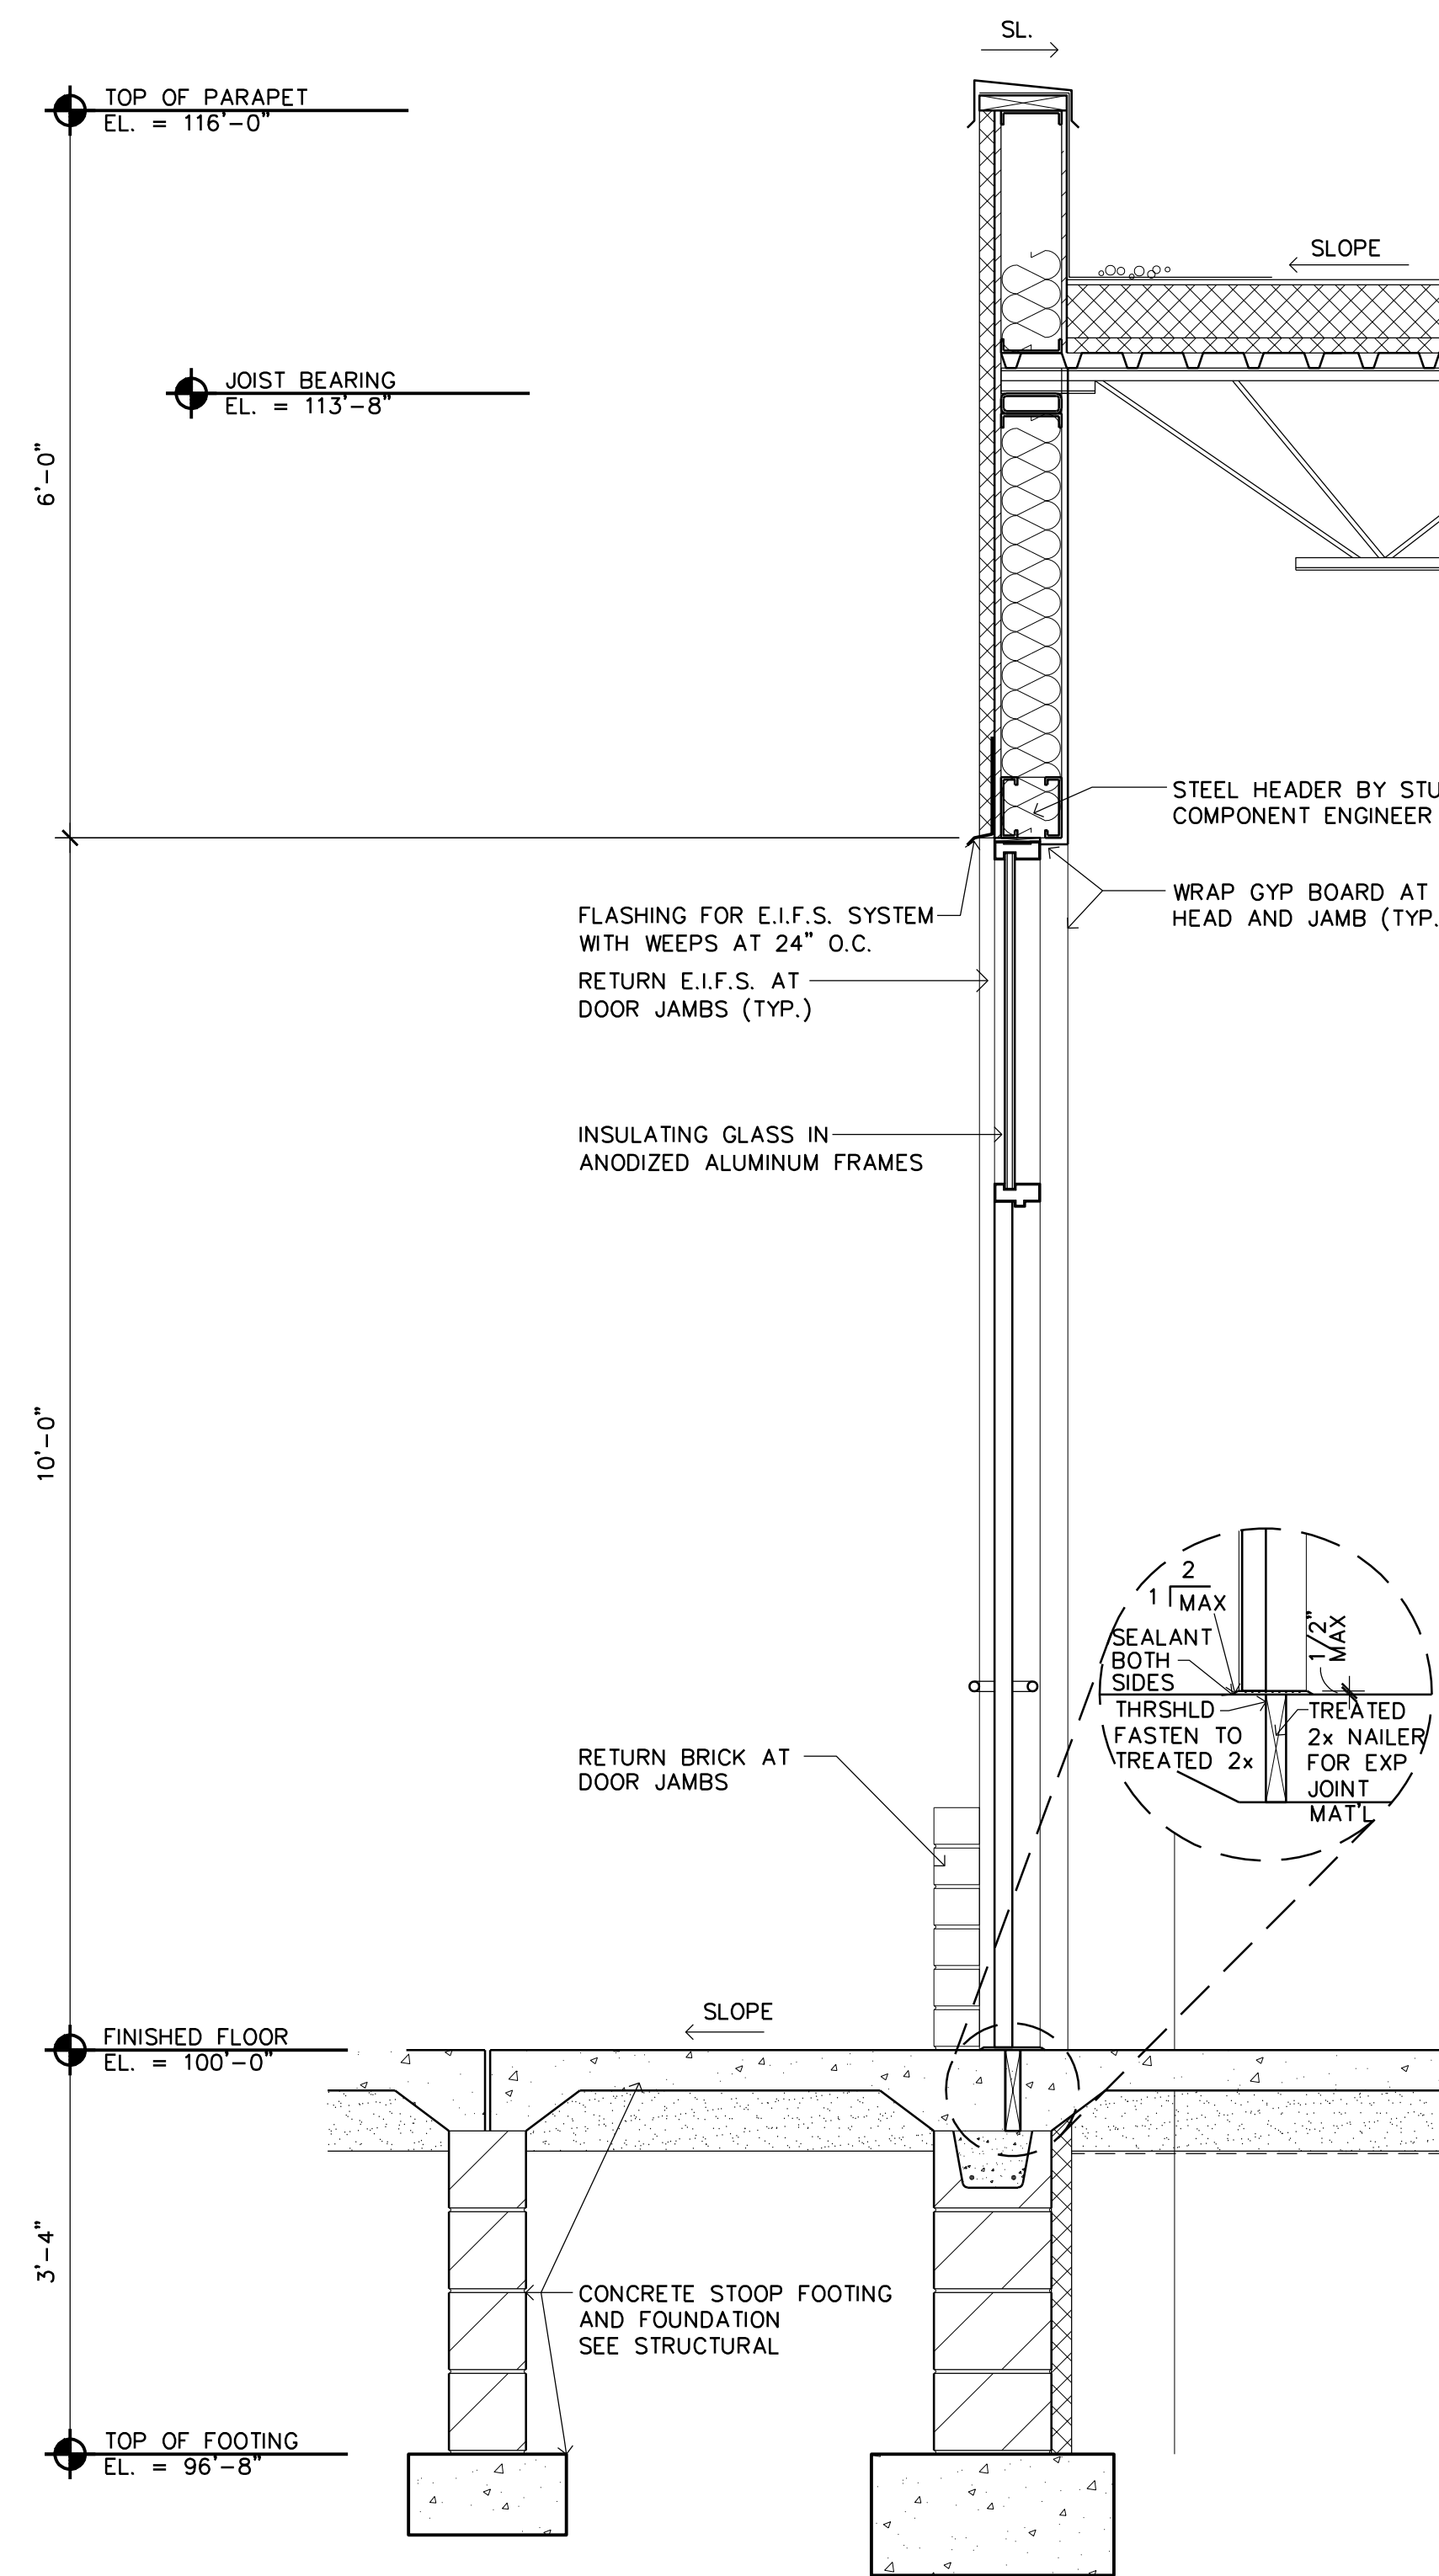 SL.
TOP OF PARAPET
EL. = 116'-0"
SLOPE
JOIST BEARING
EL. = 113'-8"
6'-0"
STEEL HEADER BY STU
COMPONENT ENGINEER
WRAP GYP BOARD AT
HEAD AND JAMB (TYP.
FLASHING FOR E.I.F.S. SYSTEM
WITH WEEPS AT 24" O.C.
RETURN E.I.F.S. AT
DOOR JAMBS (TYP.)
INSULATING GLASS IN
ANODIZED ALUMINUM FRAMES
10'-0"
2
1
MAX
SEALANT
BOTH
SIDES
1/2"
MAX
THRSHLD
FASTEN TO
TREATED 2x
TREATED
2x NAILER
FOR EXP
JOINT
MAT'L
RETURN BRICK AT
DOOR JAMBS
SLOPE
FINISHED FLOOR
EL. = 100'-0"
3'-4"
CONCRETE STOOP FOOTING
AND FOUNDATION
SEE STRUCTURAL
TOP OF FOOTING
EL. = 96'-8"